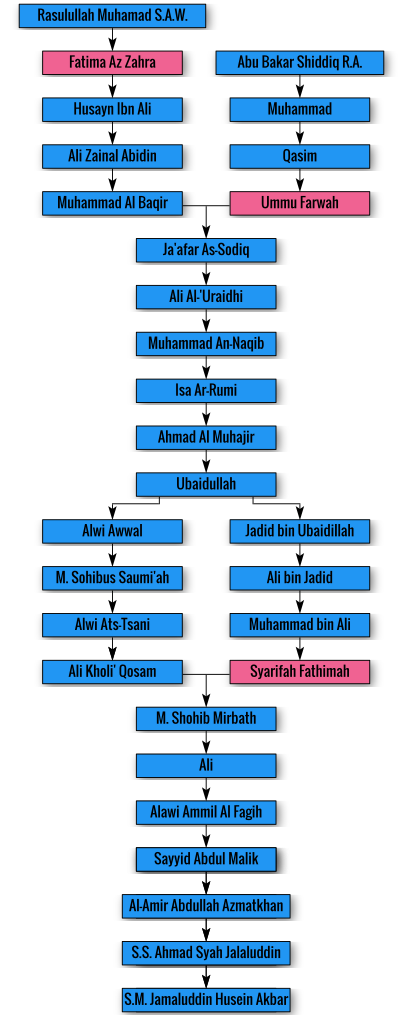 Rasulullah Muhamad S.A.W.
Fatima Az Zahra
Abu Bakar Shiddiq R.A.
Husayn Ibn Ali
Muhammad
Ali Zainal Abidin
Qasim
Muhammad Al Baqir
Ummu Farwah
Ja'afar As-Sodiq
Ali Al-'Uraidhi
Muhammad An-Naqib
Isa Ar-Rumi
Ahmad Al Muhajir
Ubaidullah
Alwi Awwal
Jadid bin Ubaidillah
M. Sohibus Saumi'ah
Ali bin Jadid
Alwi Ats-Tsani
Muhammad bin Ali
Ali Kholi' Qosam
Syarifah Fathimah
M. Shohib Mirbath
Ali
Alawi Ammil Al Fagih
Sayyid Abdul Malik
Al-Amir Abdullah Azmatkhan
S.S. Ahmad Syah Jalaluddin
S.M. Jamaluddin Husein Akbar